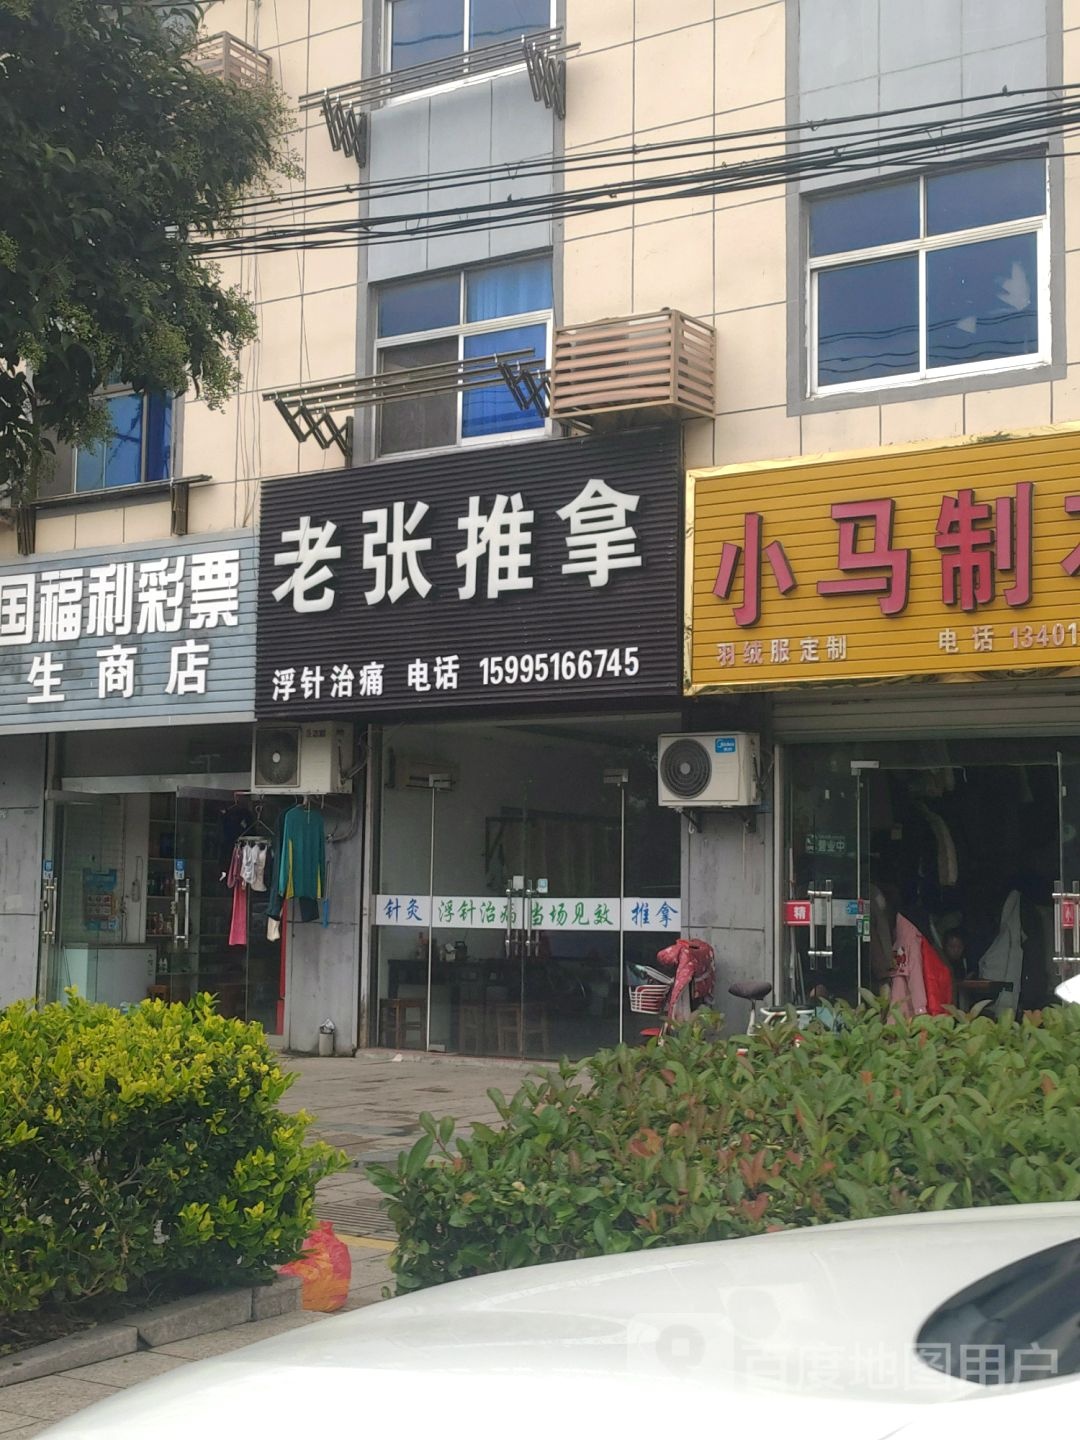 国福利彩票
生商店
老张推拿
浮针治痛 电话 15995166745
小马制
羽绒服定制 电话 13401
Midea
针灸 浮针治痛 当场见效 推拿
营业中
精
百度地图用户